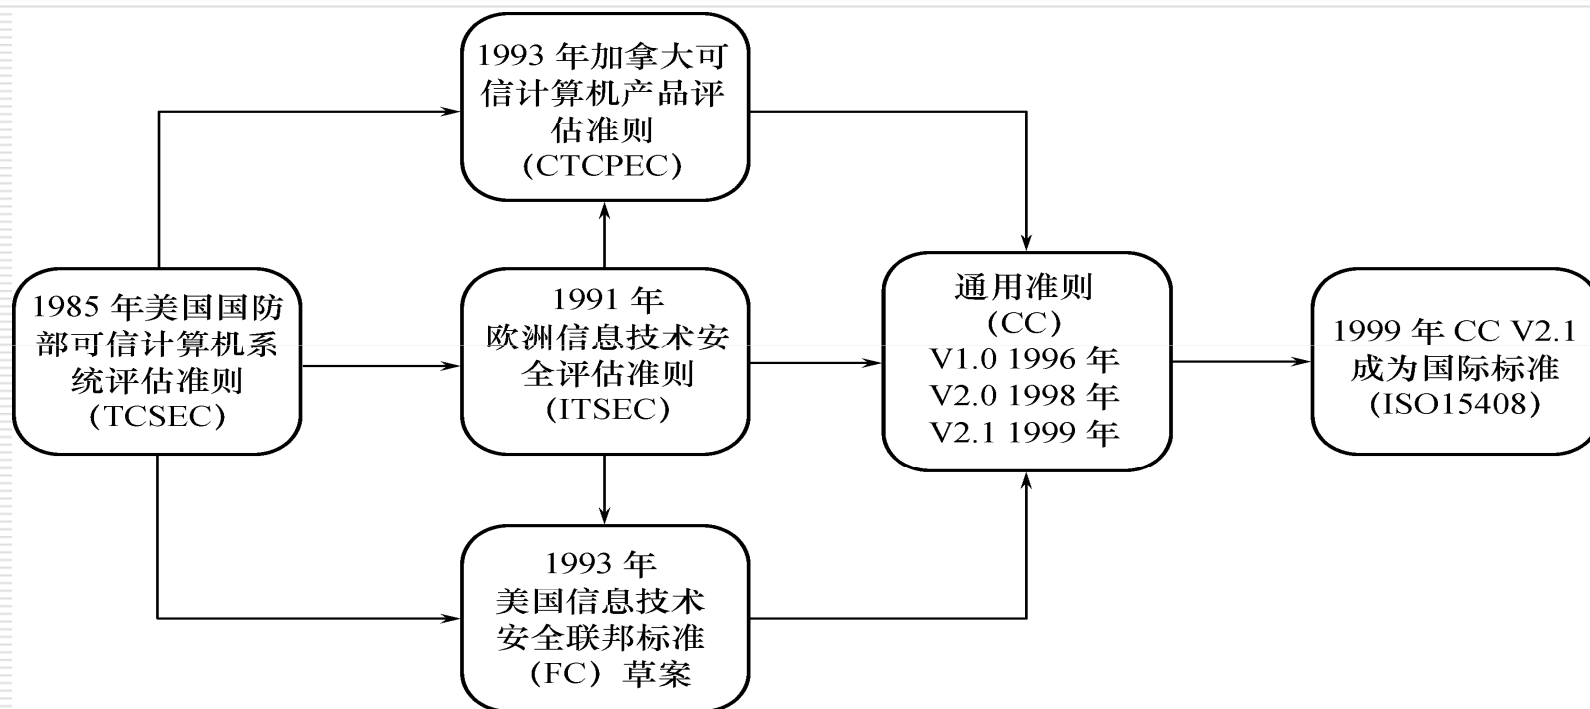 1993 年加拿大可
信计算机产品评
估准则
(CTCPEC)
1985 年美国国防
部可信计算机系
统评估准则
(TCSEC)
1991 年
欧洲信息技术安
全评估准则
(ITSEC)
1993 年
美国信息技术
安全联邦标准
(FC) 草案
通用准则
(CC)
V1.0 1996 年
V2.0 1998 年
V2.1 1999 年
1999 年 CC V2.1
成为国际标准
(ISO15408)